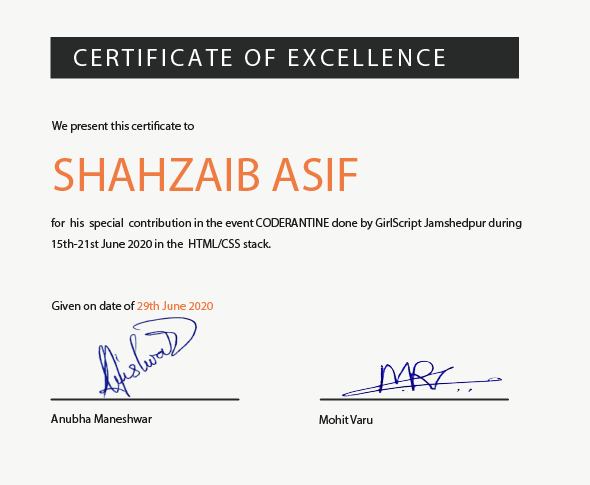 CERTIFICATE OF EXCELLENCE
We present this certificate to
SHAHZAIB ASIF
for his special contribution in the event CODERANTINE done by GirlScript Jamshedpur during
15th-21st June 2020 in the HTML/CSS stack.
Given on date of 29th June 2020
Anubha Maneshwar
Mohit Varu